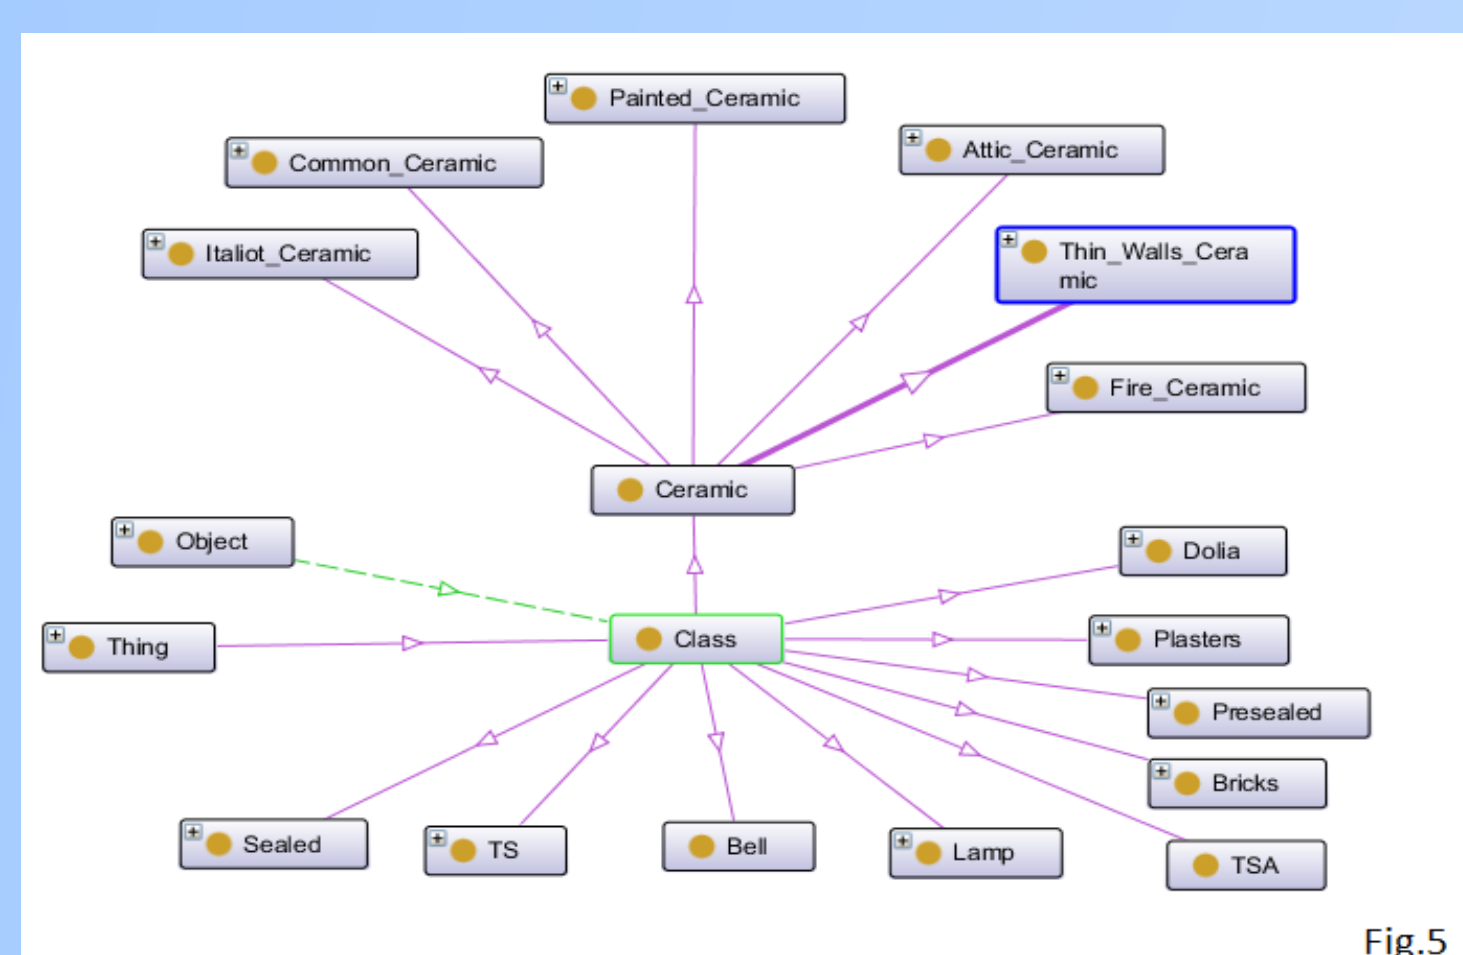 Painted_Ceramic
Attic_Ceramic
Common_Ceramic
Italiot_Ceramic
Thin_Walls_Cera
mic
Fire_Ceramic
Ceramic
Object
Dolia
Thing
Class
Plasters
Presealed
Bricks
Sealed
TS
Bell
Lamp
TSA
Fig.5